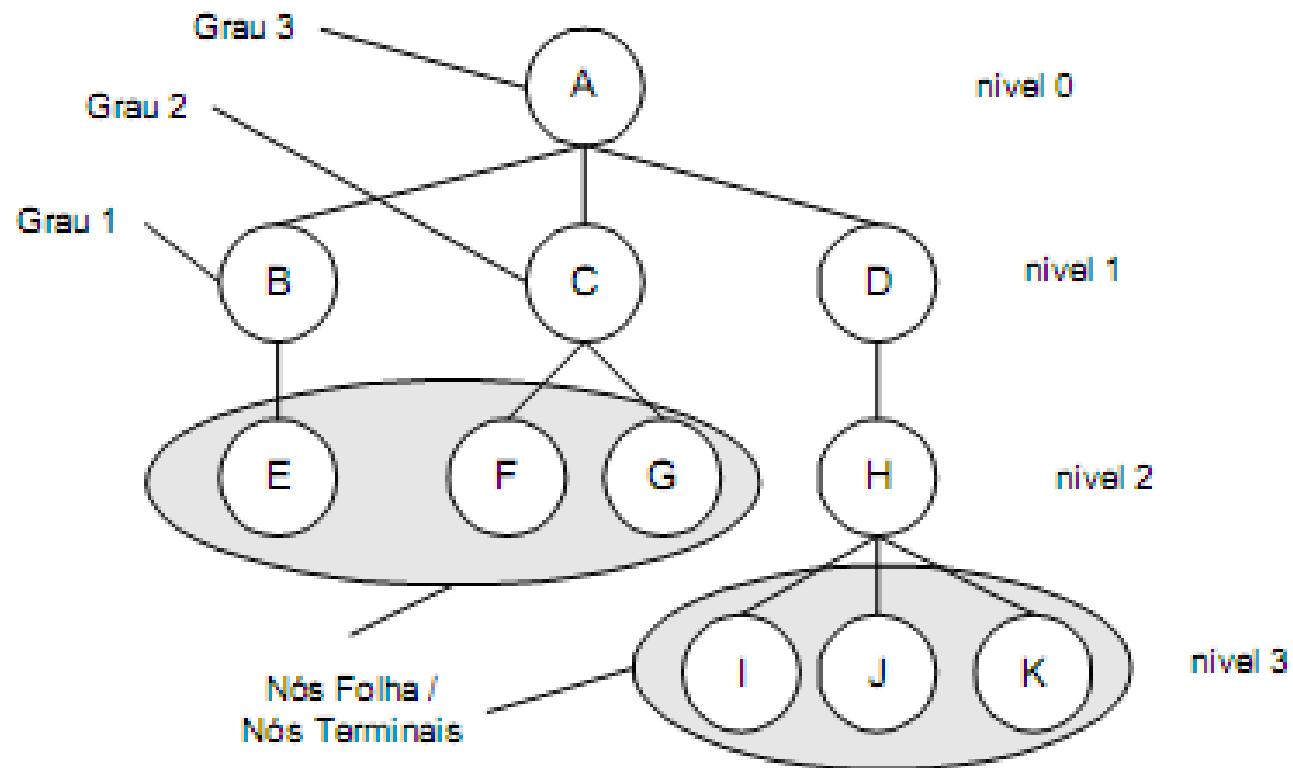 Grau 3
A
nivel 0
Grau 2
Grau 1
B
C
D
nivel 1
E
F
G
H
nivel 2
I
J
K
nivel 3
Nós Folha /
Nós Terminais